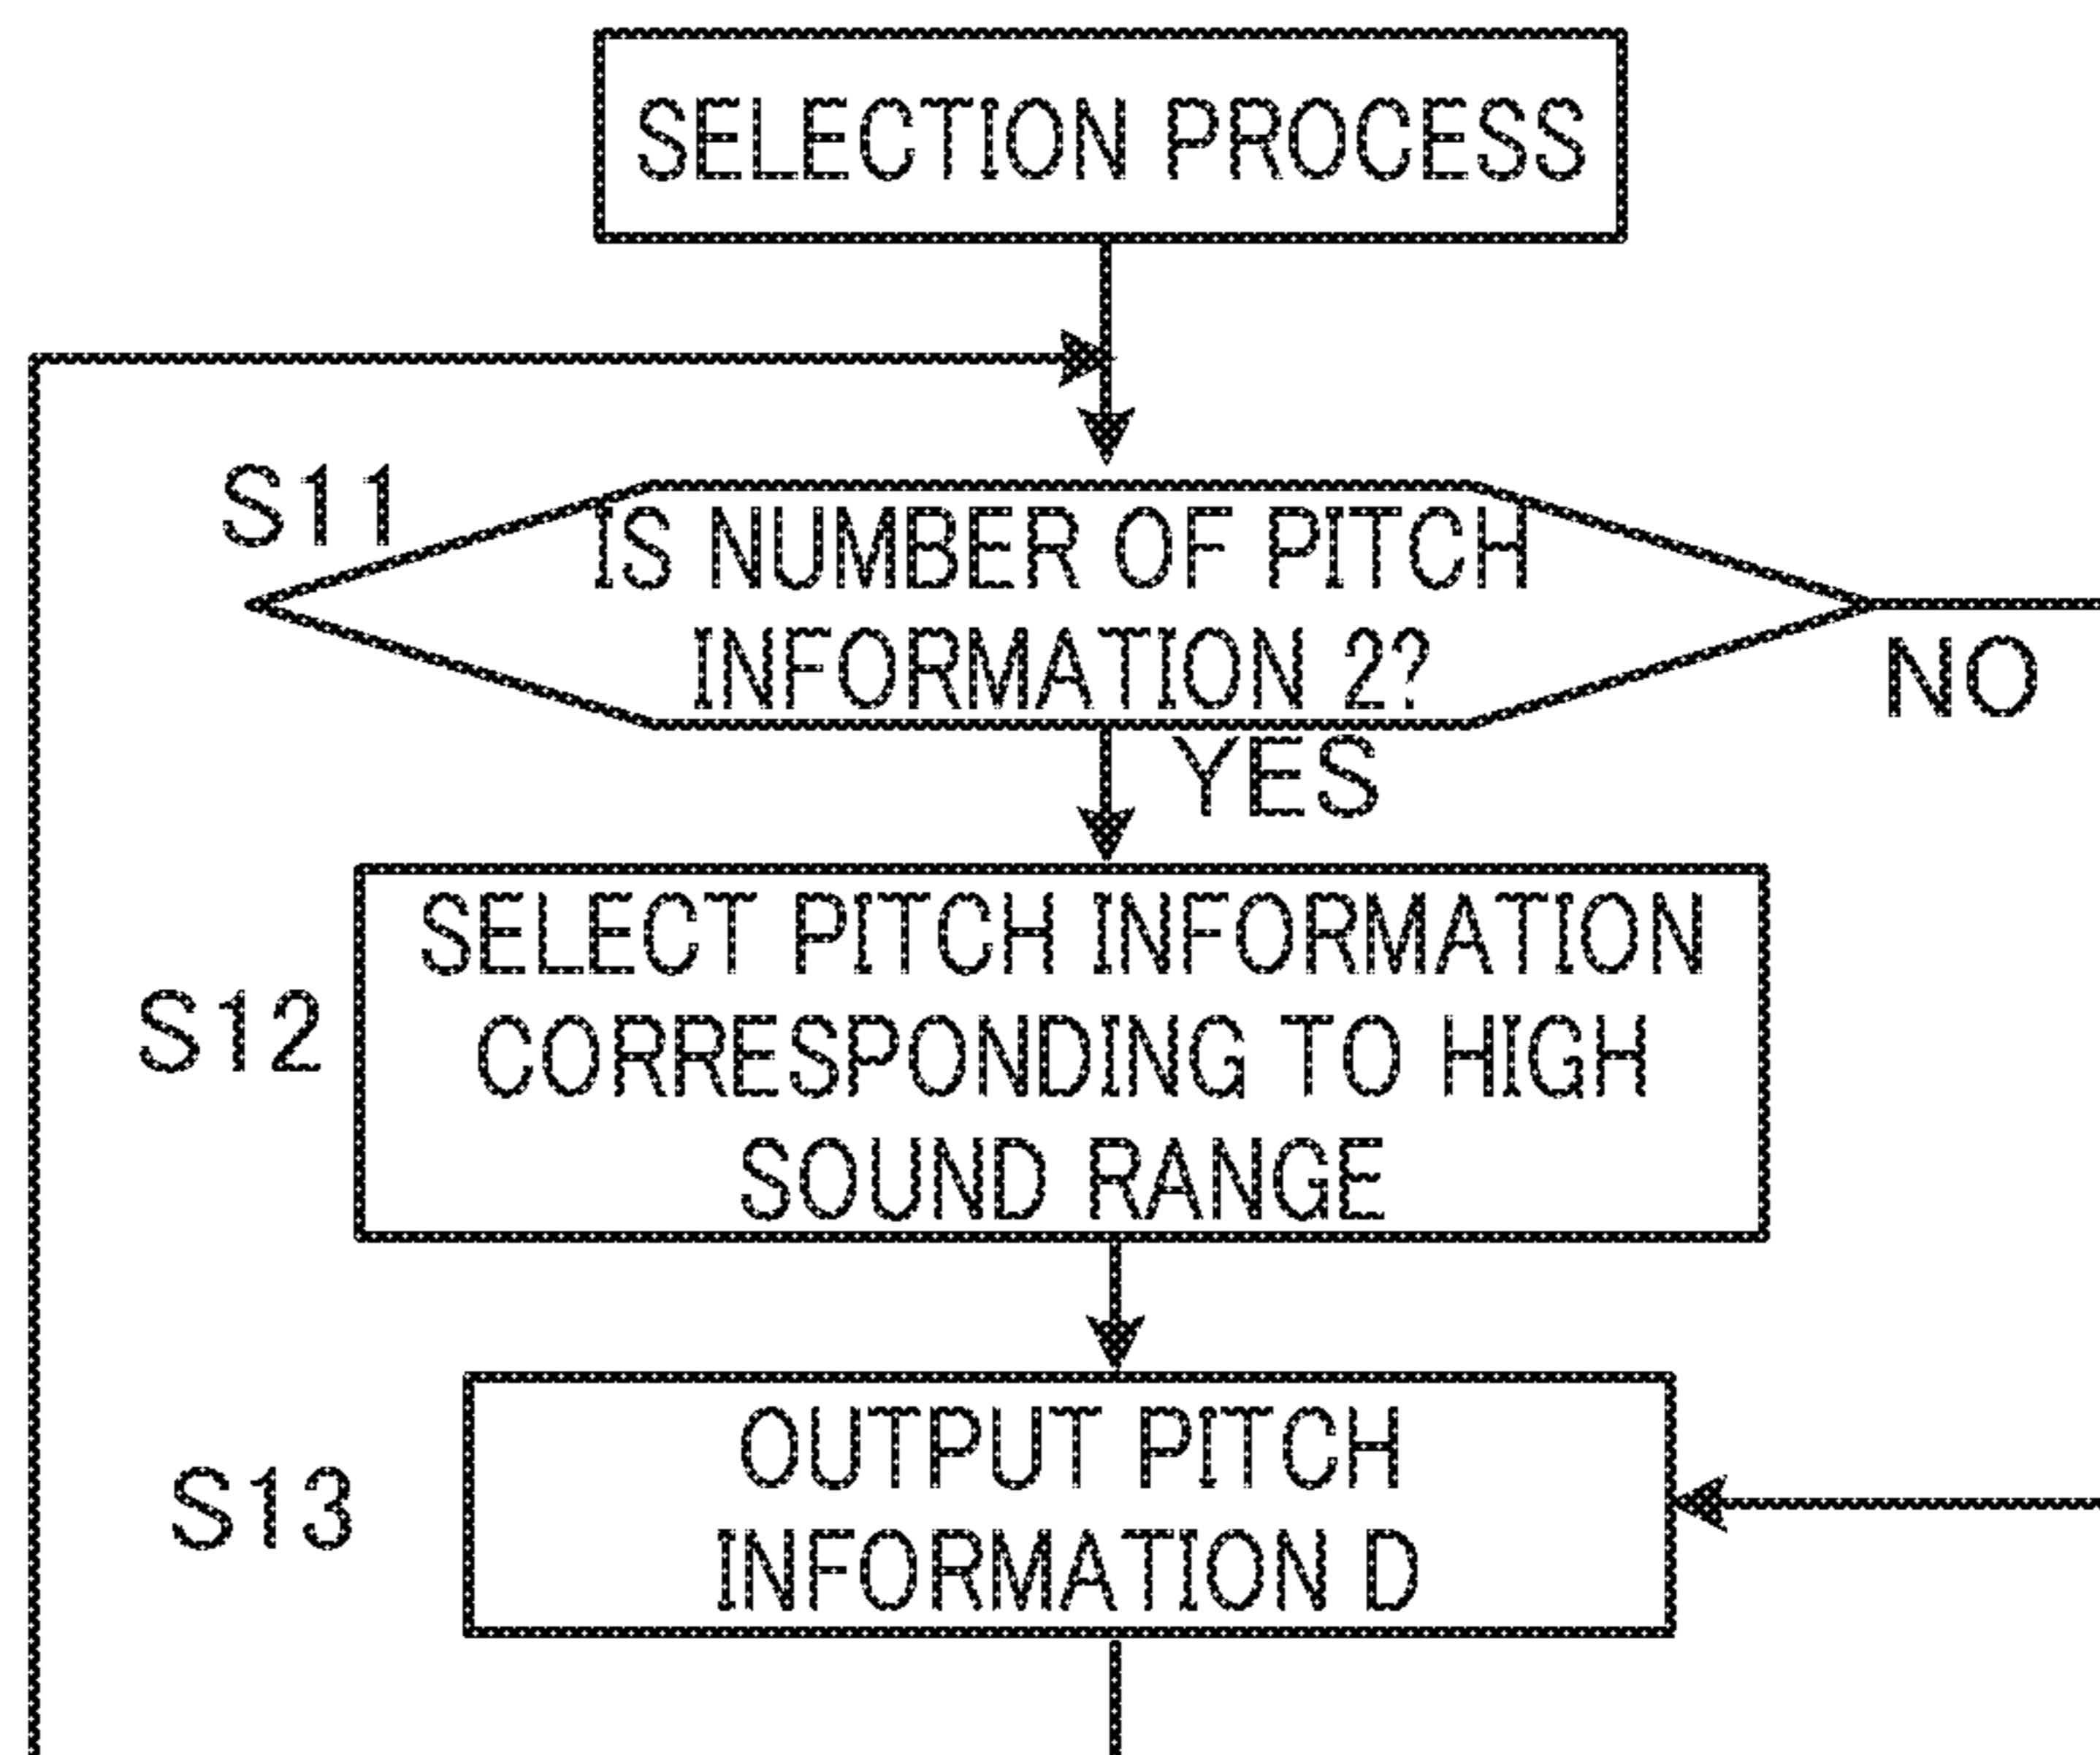 SELECTION PROCESS
S11
IS NUMBER OF PITCH
INFORMATION 2?
NO
YES
S12
SELECT PITCH INFORMATION
CORRESPONDING TO HIGH
SOUND RANGE
S13
OUTPUT PITCH
INFORMATION D